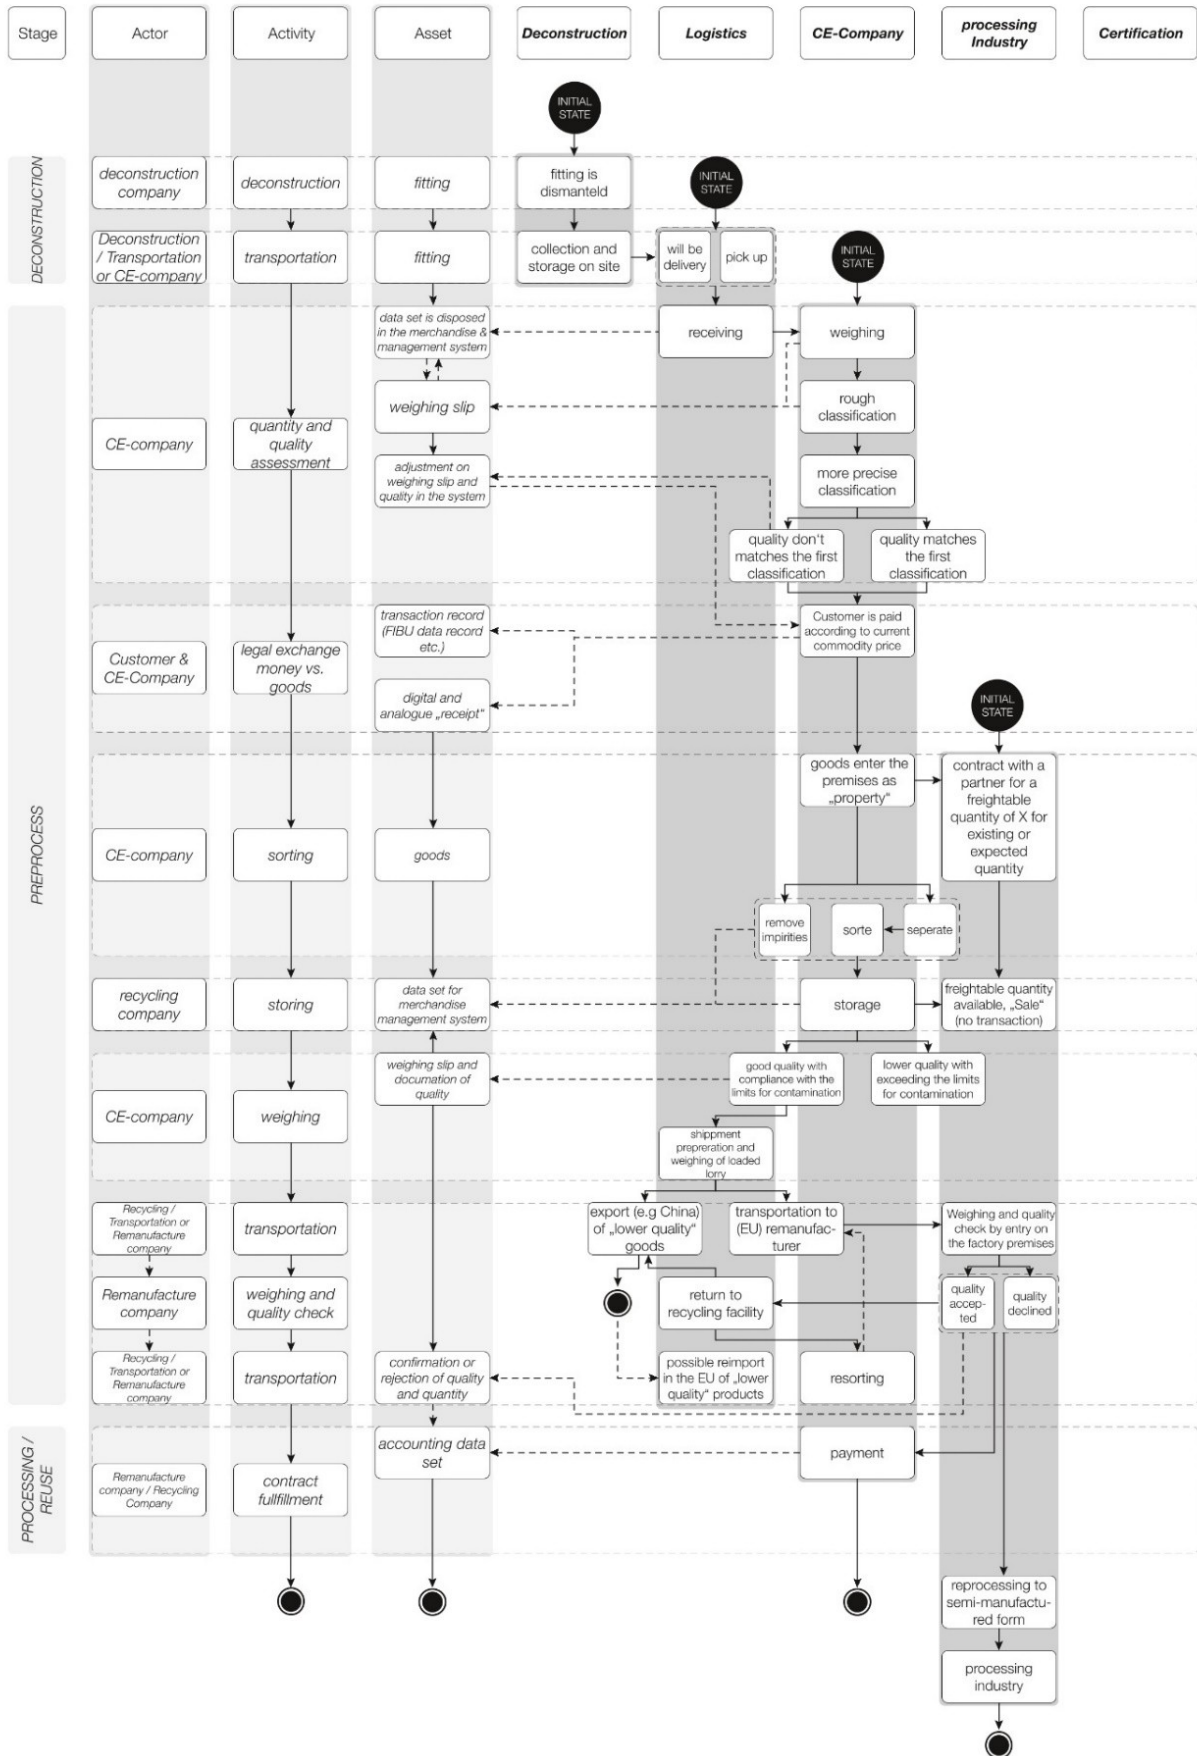 Stage
Actor
Activity
Asset
Deconstruction
Logistics
CE-Company
processing
Industry
Certification
INITIAL
STATE
DECONSTRUCTION
deconstruction
company
deconstruction
fitting
fitting is
dismanteld
INITIAL
STATE
Deconstruction
/ Transportation
or CE-company
transportation
fitting
collection and
storage on site
will be
delivery
pick up
INITIAL
STATE
PREPROCESS
data set is disposed
in the merchandise &
management system
receiving
weighing
weighing slip
rough
classification
CE-company
quantity and
quality
assessment
adjustment on
weighing slip and
quality in the system
more precise
classification
quality don't
matches the first
classification
quality matches
the first
classification
transaction record
(FIBU data record
etc.)
Customer is paid
according to current
commodity price
Customer &
CE-Company
legal exchange
money vs.
goods
digital and
analogue „receipt“
INITIAL
STATE
goods enter the
premises as
„property“
contract with a
partner for a
freightable
quantity of X for
existing or
expected
quantity
CE-company
sorting
goods
remove
impirities
sorte
seperate
recycling
company
storing
data set for
merchandise
management system
storage
freightable quantity
available, „Sale“
(no transaction)
weighing slip and
documation of
quality
good quality with
compliance with the
limits for contamination
lower quality with
exceeding the limits
for contamination
CE-company
weighing
shippment
prepreration and
weighing of loaded
lorry
Recycling /
Transportation or
Remanufacture
company
transportation
export (e.g China)
of „lower quality“
goods
transportation to
(EU) remanufac-
turer
Weighing and quality
check by entry on
the factory premises
Remanufacture
company
weighing and
quality check
return to
recycling facility
quality
accep-
ted
quality
declined
Recycling /
Transportation or
Remanufacture
company
transportation
confirmation or
rejection of quality
and quantity
possible reimport
in the EU of „lower
quality“ products
resorting
PROCESSING /
REUSE
accounting data
set
payment
Remanufacture
company / Recycling
Company
contract
fullfillment
reprocessing to
semi-manufactu-
red form
processing
industry